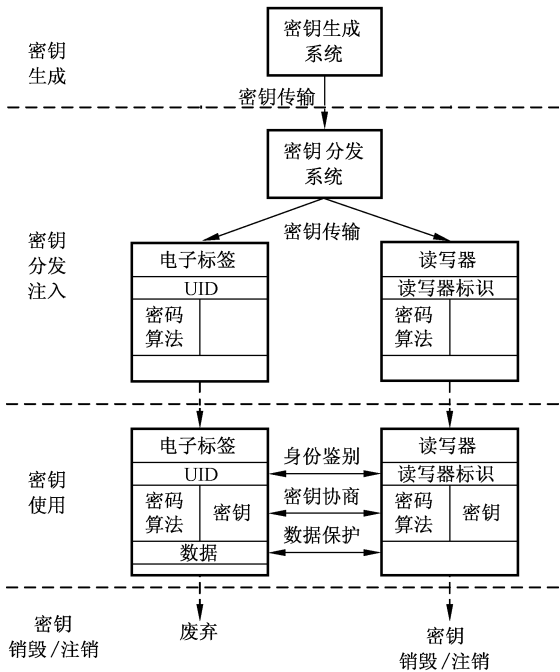 密钥
生成
密钥生成
系统
密钥传输
密钥分发
系统
密钥
分发
注入
密钥传输
电子标签
UID
密码
算法
读写器
读写器标识
密码
算法
密钥
使用
电子标签
UID
密码
算法
密钥
数据
身份鉴别
密钥协商
数据保护
读写器
读写器标识
密码
算法
密钥
密钥
销毁/注销
废弃
密钥
销毁/注销